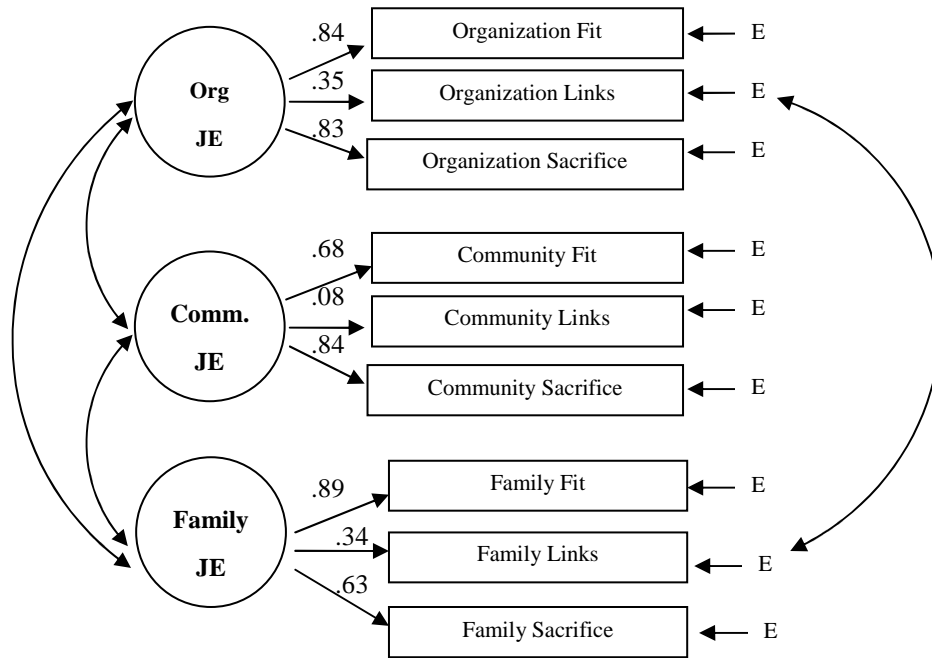 .84
Organization Fit
E
Org
JE
.35
Organization Links
E
.83
Organization Sacrifice
E
.68
Community Fit
E
Comm.
JE
.08
Community Links
E
.84
Community Sacrifice
E
.89
Family Fit
E
Family
JE
.34
Family Links
E
.63
Family Sacrifice
E